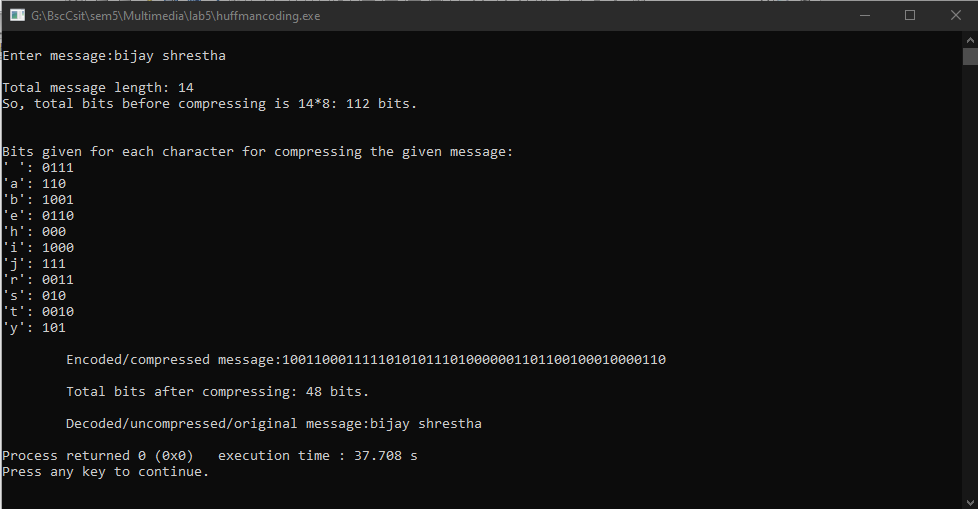 G:\BscCsit\sem5\Multimedia\lab5\huffmancoding.exe
Enter message:bijay shrestha
Total message length: 14
So, total bits before compressing is 14*8: 112 bits.
Bits given for each character for compressing the given message:
' ': 0111
'a': 110
'b': 1001
'e': 0110
'h': 000
'i': 1000
'j': 111
'r': 0011
's': 010
't': 0010
'y': 101
Encoded/compressed message:100110001111101010111010000001101100100010000110
Total bits after compressing: 48 bits.
Decoded/uncompressed/original message:bijay shrestha
Process returned 0 (0x0)   execution time : 37.708 s
Press any key to continue.